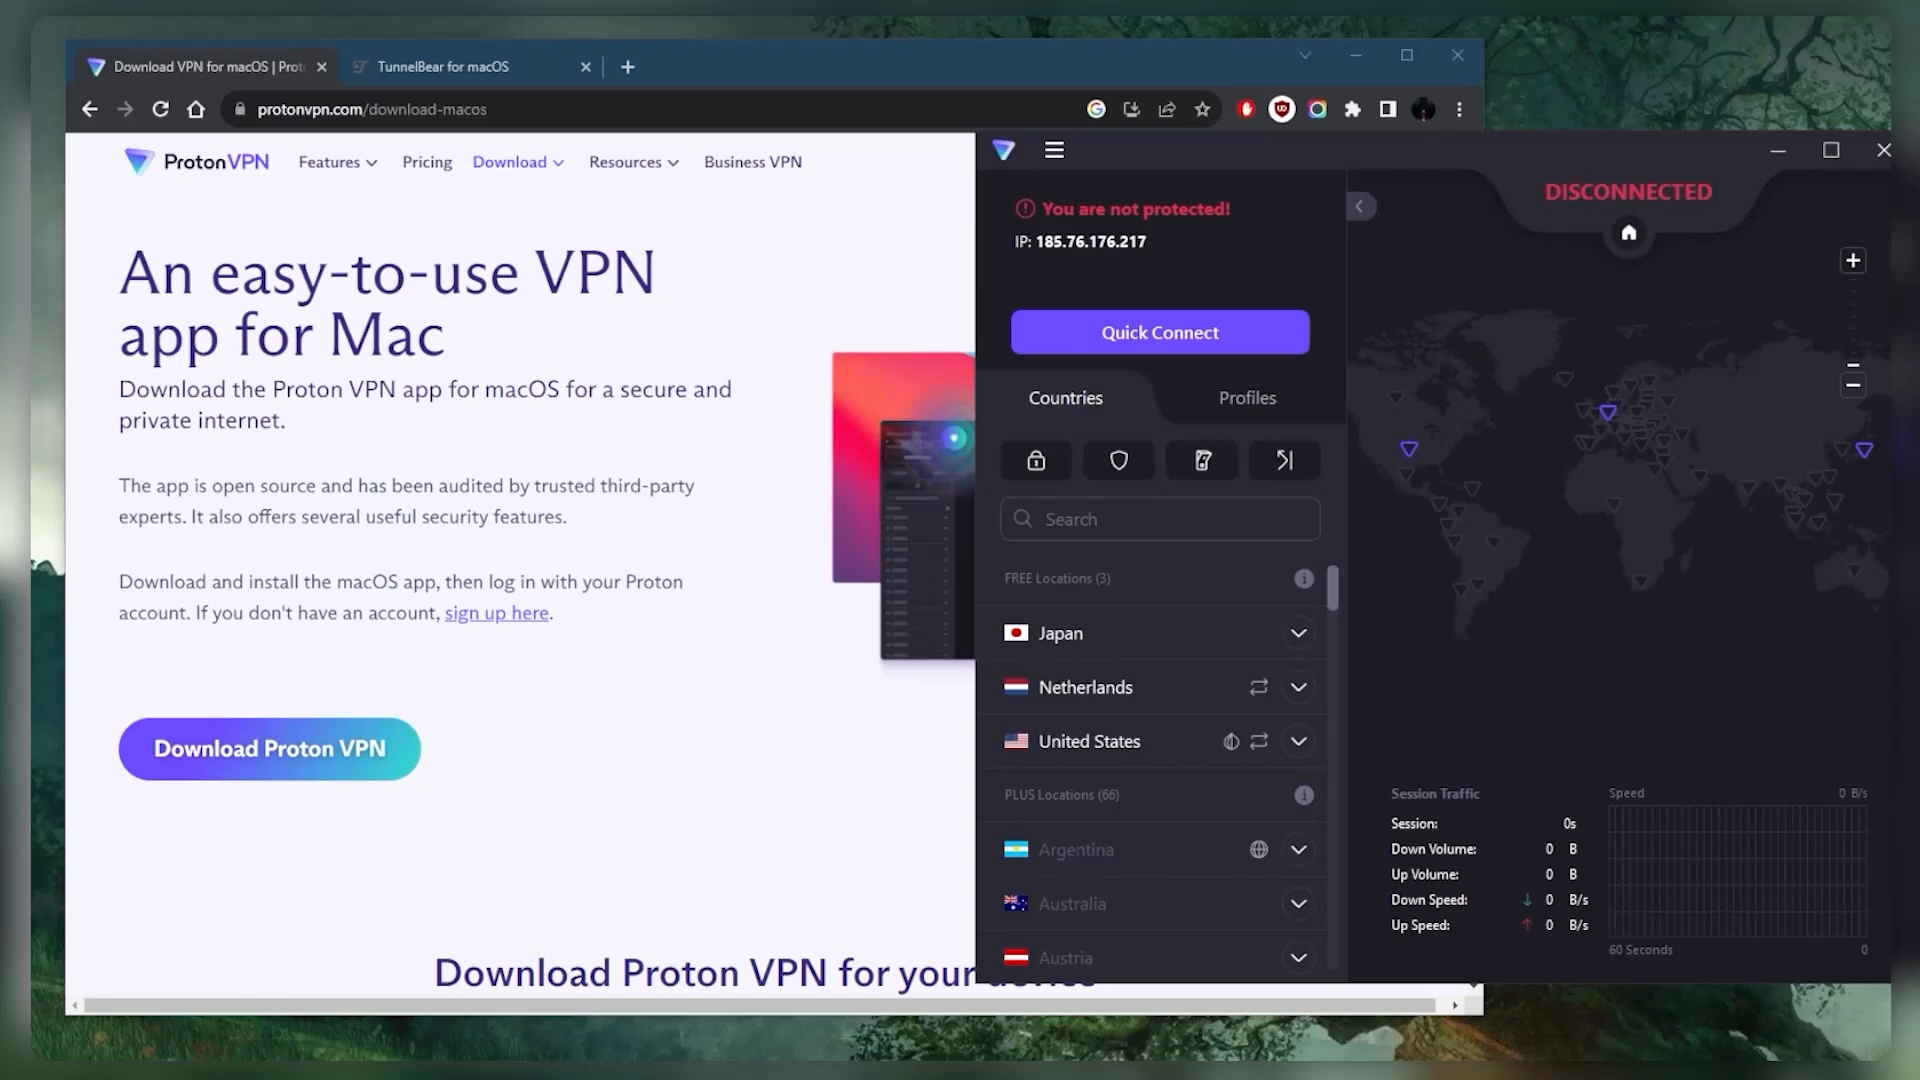 Download VPN for macOS | Prot
TunnelBear for macOS
protonvpn.com/download-macos
ProtonVPN
Features
Pricing
Download
Resources
Business VPN
An easy-to-use VPN
app for Mac
Download the Proton VPN app for macOS for a secure and
private internet.
The app is open source and has been audited by trusted third-party
experts. It also offers several useful security features.
Download and install the macOS app, then log in with your Proton
account. If you don't have an account, sign up here.
Download Proton VPN
Download Proton VPN for your device
You are not protected!
IP: 185.76.176.217
Quick Connect
Countries
Profiles
Search
FREE Locations (3)
Japan
Netherlands
United States
PLUS Locations (66)
Argentina
Australia
Austria
DISCONNECTED
Session Traffic
Session: 0s
Down Volume: 0 B
Up Volume: 0 B
Down Speed: 0 B/s
Up Speed: 0 B/s
Speed 0 B/s
60 Seconds 0